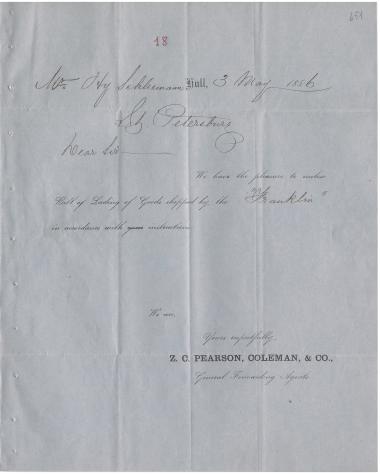 651
18
Mr Hy Schliemann Hull, 3 May 1856
St Petersburg
Dear Sir
We have the pleasure to enclose
Bill of Lading of Goods shipped by the "Franklin"
in accordance with your instructions.
We are,
Yours respectfully,
Z. C. PEARSON, COLEMAN, & CO.,
General Forwarding Agents.